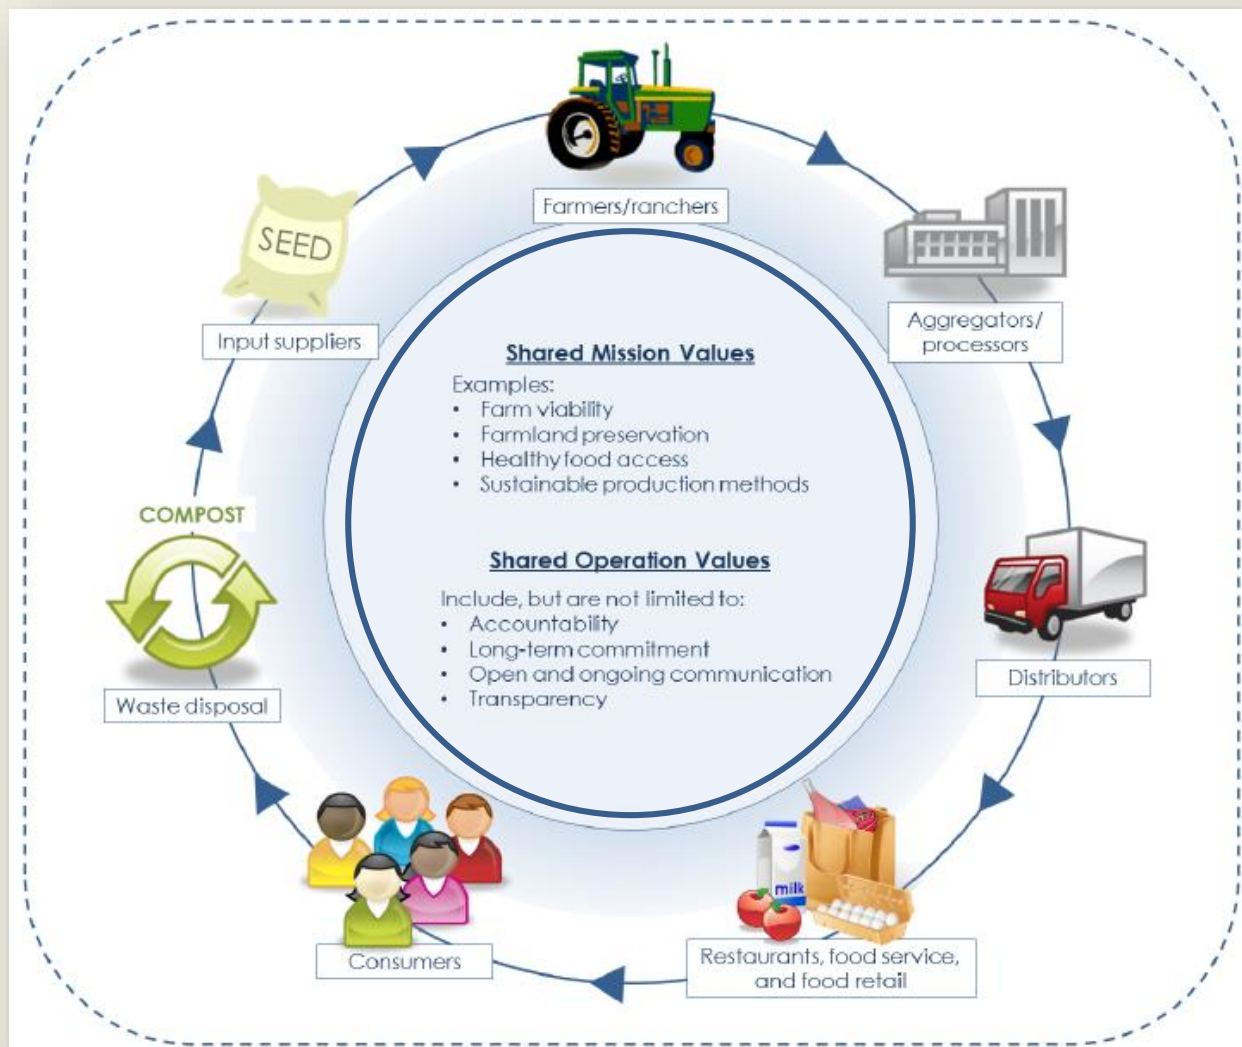 Farmers/ranchers
SEED
Input suppliers
Aggregators/
processors
Shared Mission Values
Examples:
• Farm viability
• Farmland preservation
• Healthy food access
• Sustainable production methods
COMPOST
Shared Operation Values
Include, but are not limited to:
• Accountability
• Long-term commitment
• Open and ongoing communication
• Transparency
Distributors
Waste disposal
milk
Consumers
Restaurants, food service,
and food retail